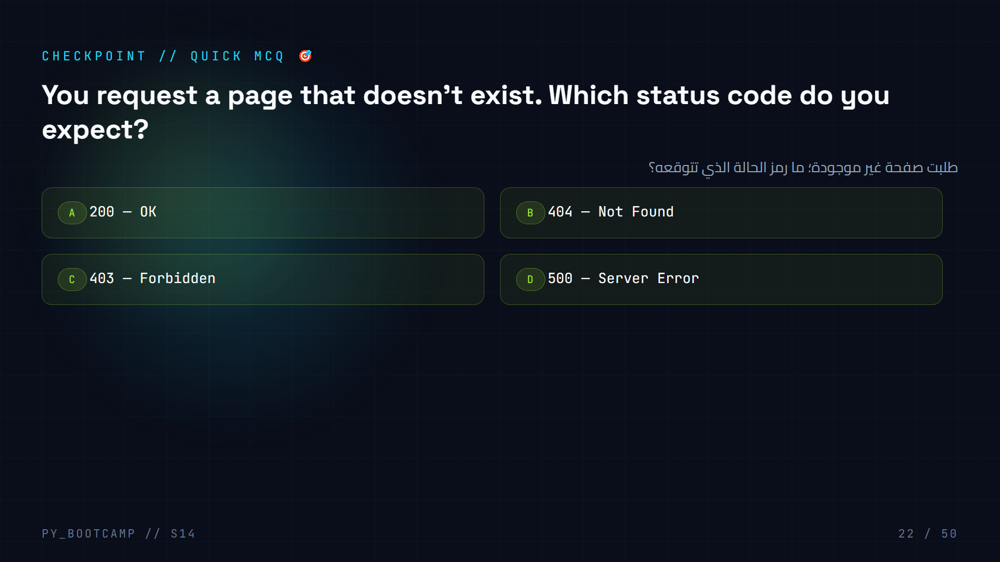 CHECKPOINT // QUICK MCQ 🎯
You request a page that doesn’t exist. Which status code do you
expect?
طلبت صفحة غير موجودة؛ ما رمز الحالة الذي تتوقعه؟
A 200 — OK
B 404 — Not Found
C 403 — Forbidden
D 500 — Server Error
PY_BOOTCAMP // S14
22 / 50